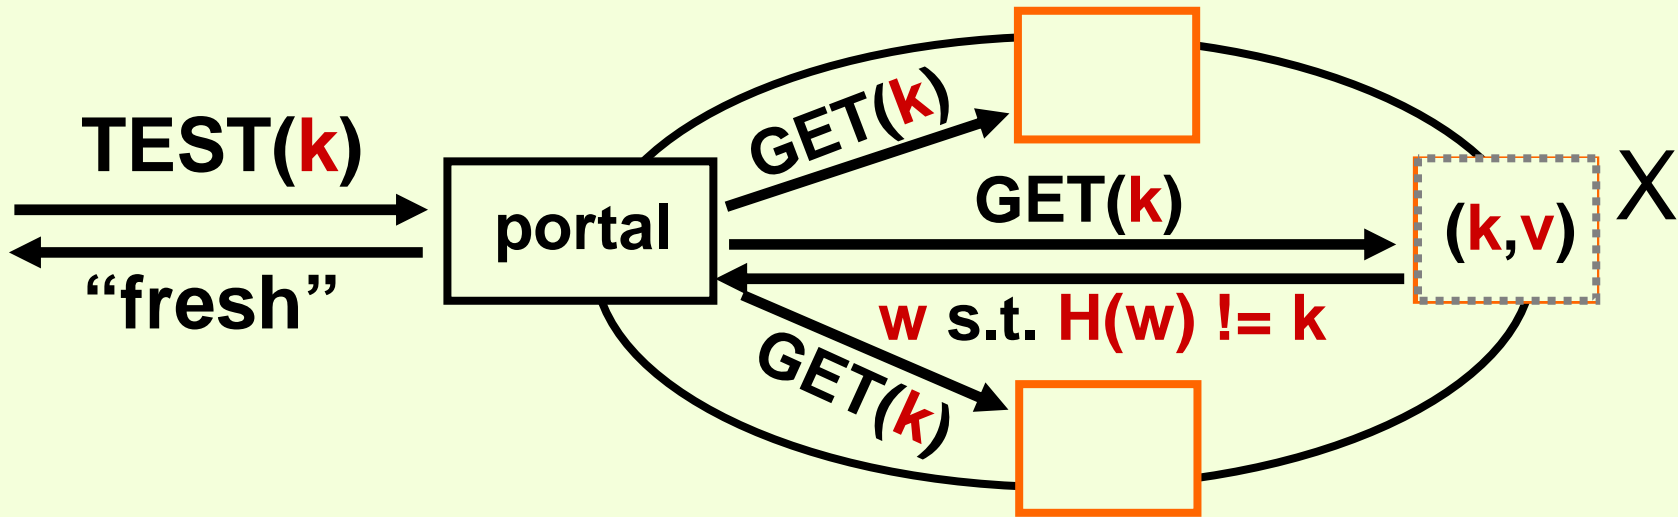 TEST(k)
“fresh”
portal
GET(k)
GET(k)
w s.t. H(w) != k
GET(k)
(k,v)
X